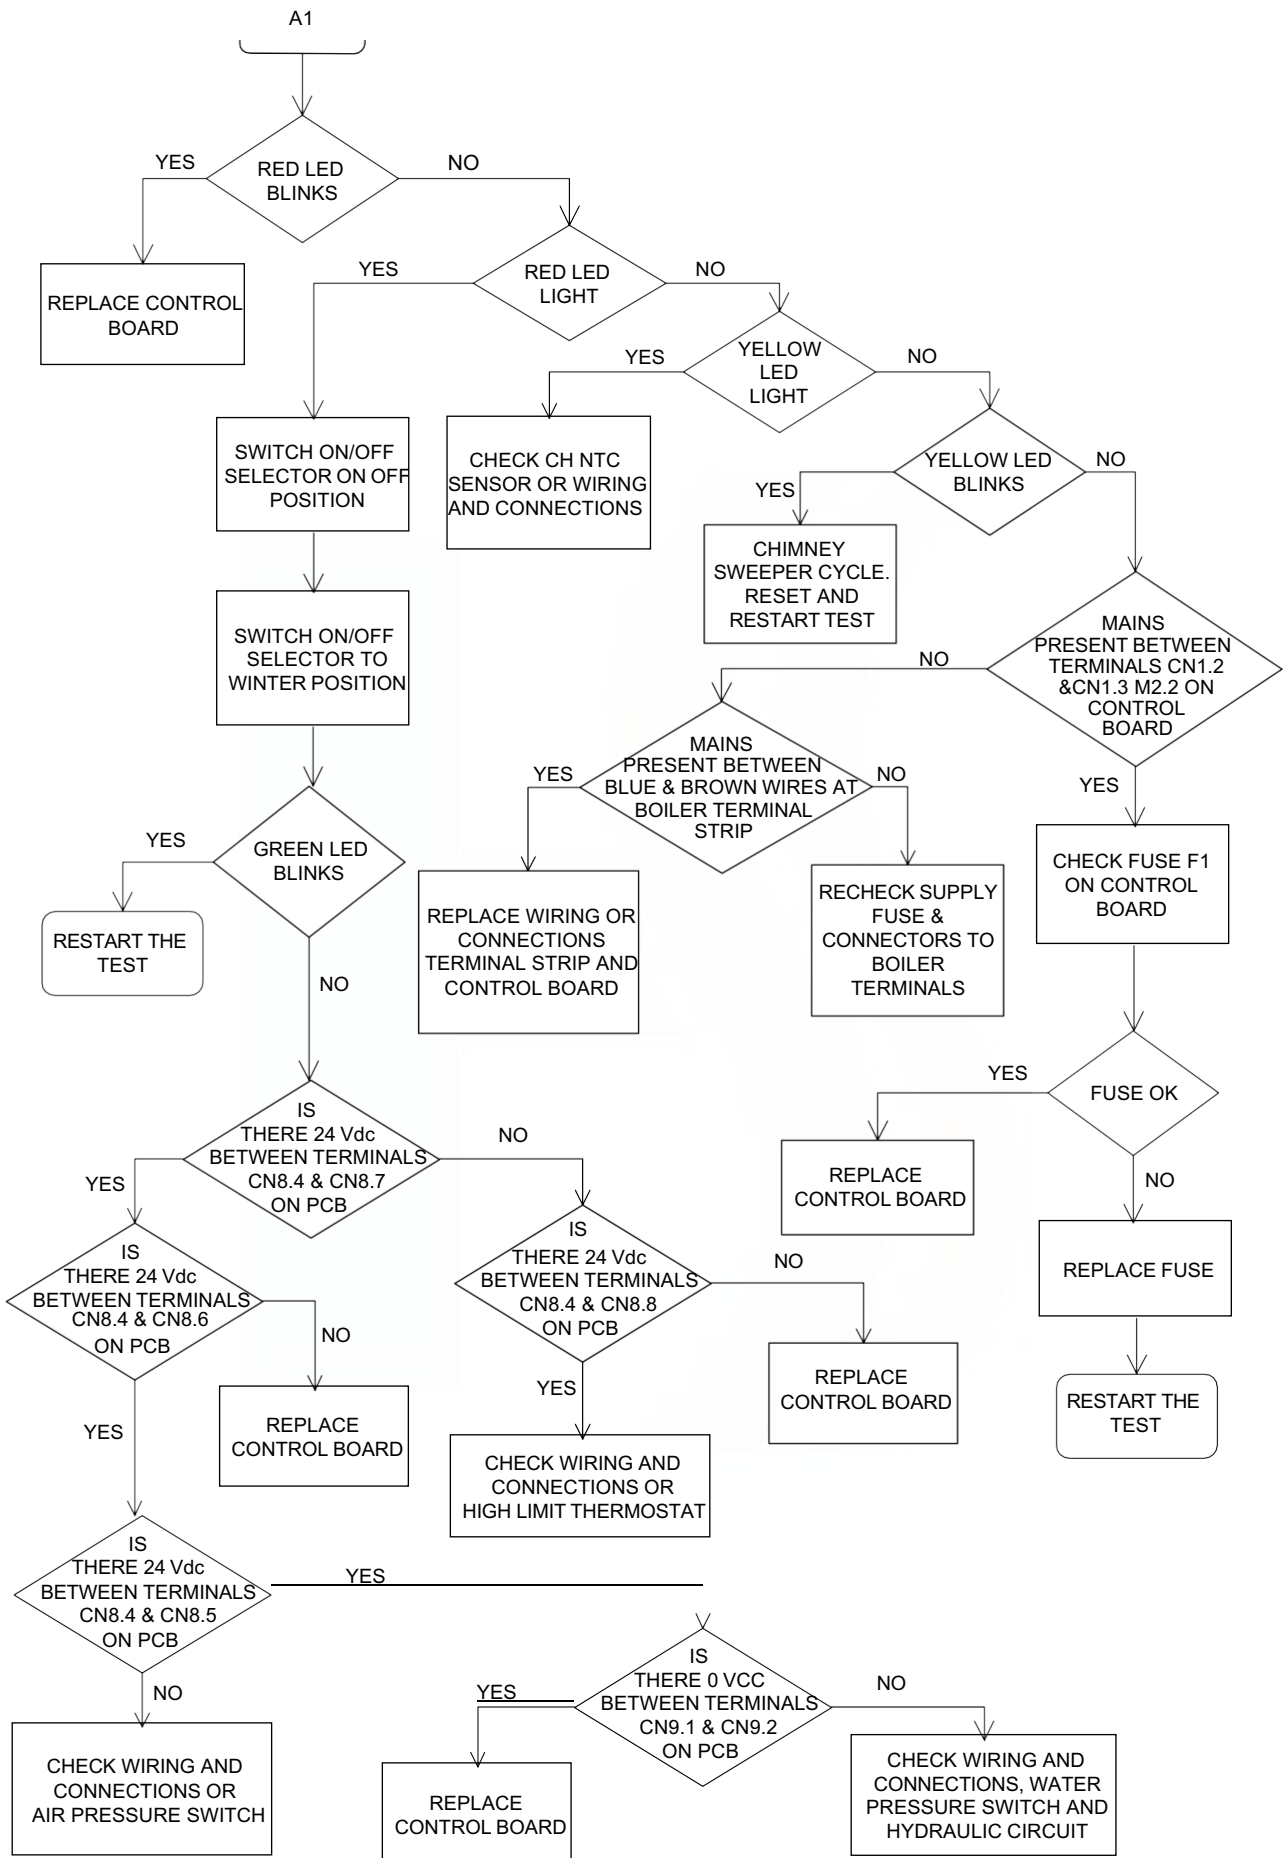 A1
RED LED
BLINKS
YES
NO
REPLACE CONTROL
BOARD
RED LED
LIGHT
YES
NO
YELLOW
LED
LIGHT
YES
NO
SWITCH ON/OFF
SELECTOR ON OFF
POSITION
CHECK CH NTC
SENSOR OR WIRING
AND CONNECTIONS
YELLOW LED
BLINKS
YES
NO
CHIMNEY
SWEEPER CYCLE.
RESET AND
RESTART TEST
SWITCH ON/OFF
SELECTOR TO
WINTER POSITION
MAINS
PRESENT BETWEEN
TERMINALS CN1.2
&CN1.3 M2.2 ON
CONTROL
BOARD
NO
YES
MAINS
PRESENT BETWEEN
BLUE & BROWN WIRES AT
BOILER TERMINAL
STRIP
YES
NO
GREEN LED
BLINKS
YES
NO
RESTART THE
TEST
REPLACE WIRING OR
CONNECTIONS
TERMINAL STRIP AND
CONTROL BOARD
RECHECK SUPPLY
FUSE &
CONNECTORS TO
BOILER
TERMINALS
CHECK FUSE F1
ON CONTROL
BOARD
FUSE OK
YES
NO
REPLACE
CONTROL BOARD
REPLACE FUSE
RESTART THE
TEST
IS
THERE 24 Vdc
BETWEEN TERMINALS
CN8.4 & CN8.7
ON PCB
YES
NO
IS
THERE 24 Vdc
BETWEEN TERMINALS
CN8.4 & CN8.6
ON PCB
NO
YES
REPLACE
CONTROL BOARD
IS
THERE 24 Vdc
BETWEEN TERMINALS
CN8.4 & CN8.8
ON PCB
NO
YES
REPLACE
CONTROL BOARD
CHECK WIRING AND
CONNECTIONS OR
HIGH LIMIT THERMOSTAT
IS
THERE 24 Vdc
BETWEEN TERMINALS
CN8.4 & CN8.5
ON PCB
YES
NO
CHECK WIRING AND
CONNECTIONS OR
AIR PRESSURE SWITCH
IS
THERE 0 VCC
BETWEEN TERMINALS
CN9.1 & CN9.2
ON PCB
YES
NO
REPLACE
CONTROL BOARD
CHECK WIRING AND
CONNECTIONS, WATER
PRESSURE SWITCH AND
HYDRAULIC CIRCUIT